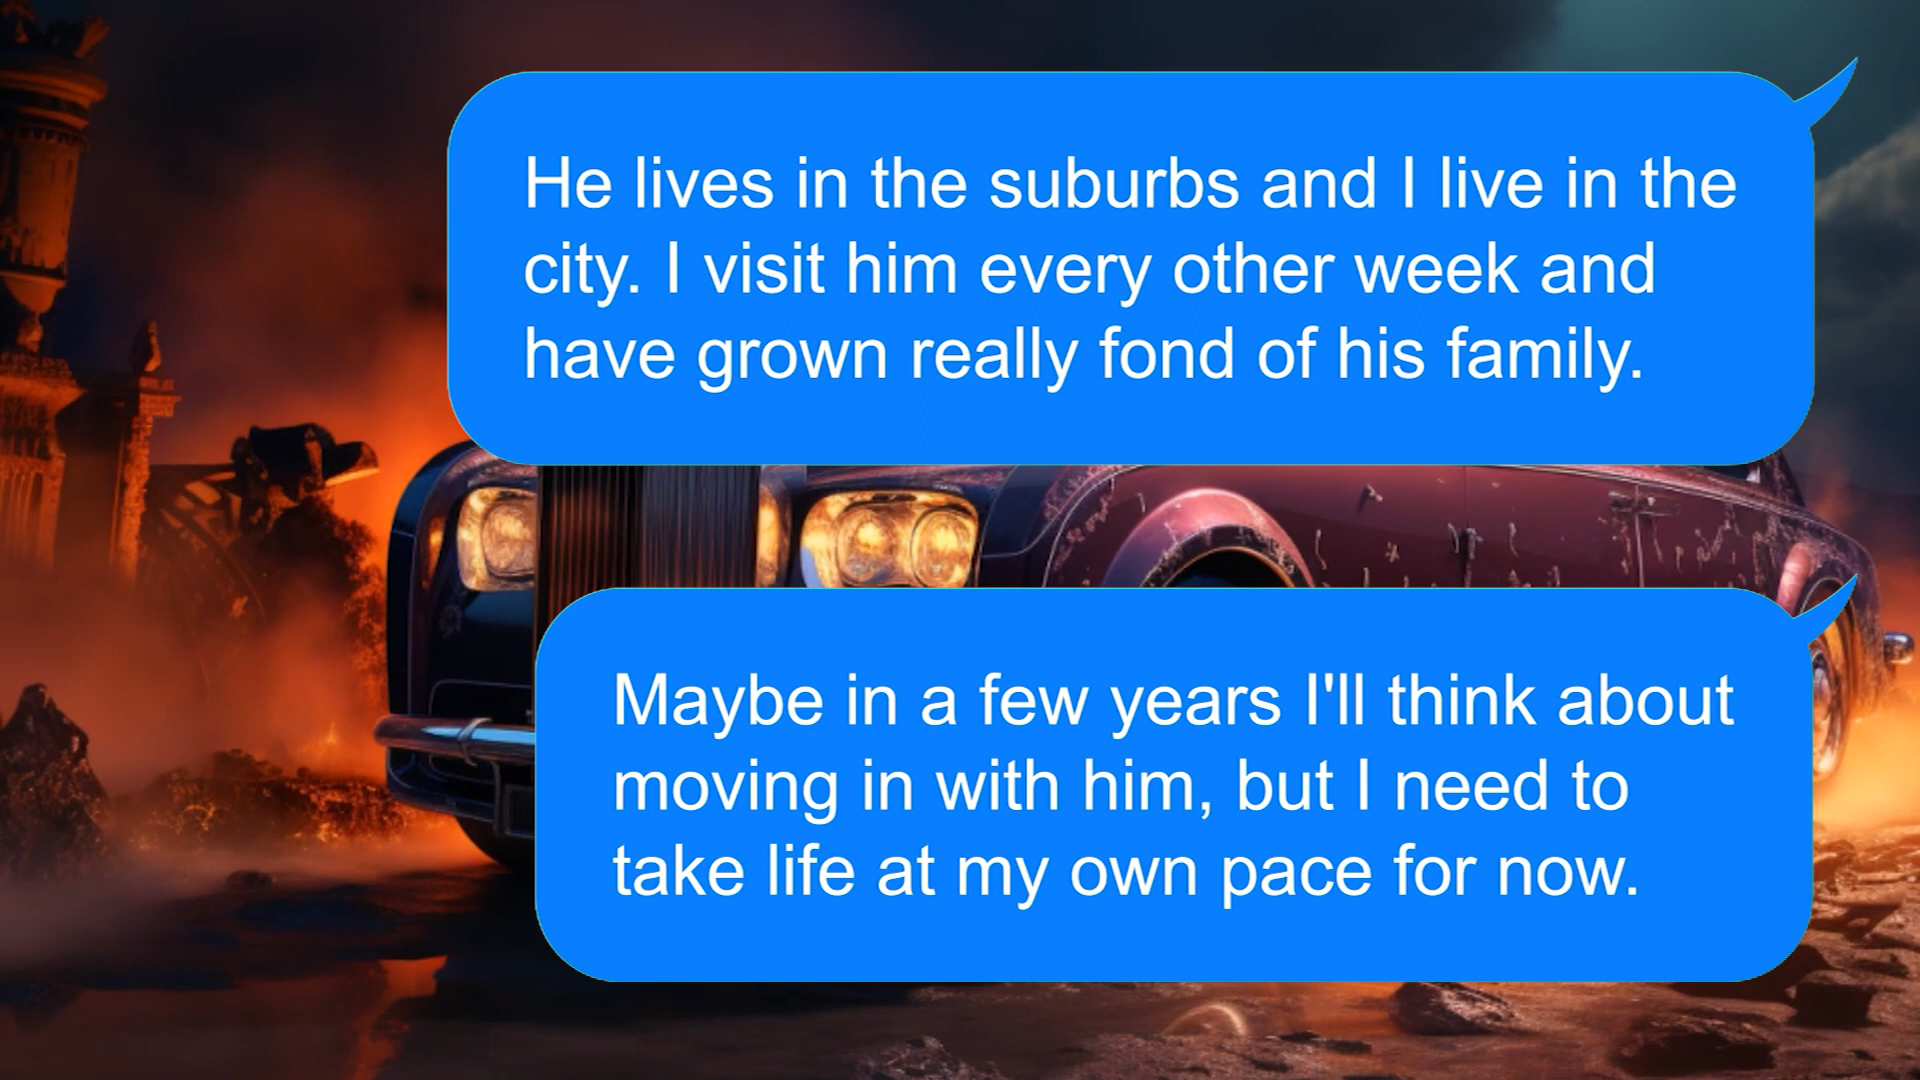 He lives in the suburbs and I live in the
city. I visit him every other week and
have grown really fond of his family.
Maybe in a few years I'll think about
moving in with him, but I need to
take life at my own pace for now.